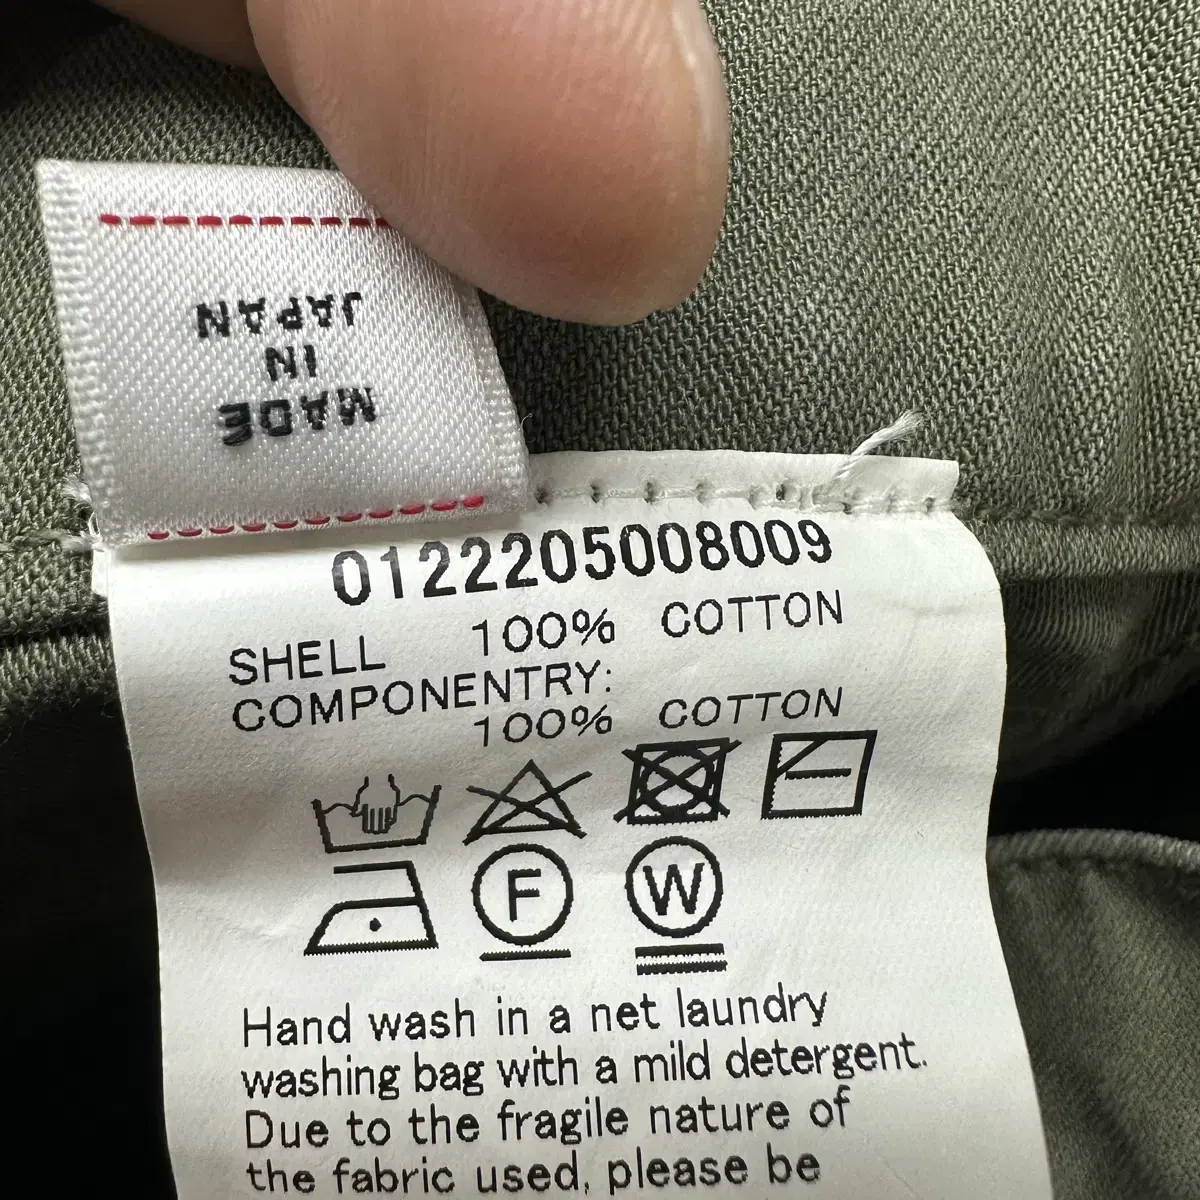 MADE
IN
JAPAN
0122205008009
SHELL 100% COTTON
COMPONENTRY:
100% COTTON
F W
Hand wash in a net laundry
washing bag with a mild detergent.
Due to the fragile nature of
the fabric used, please be